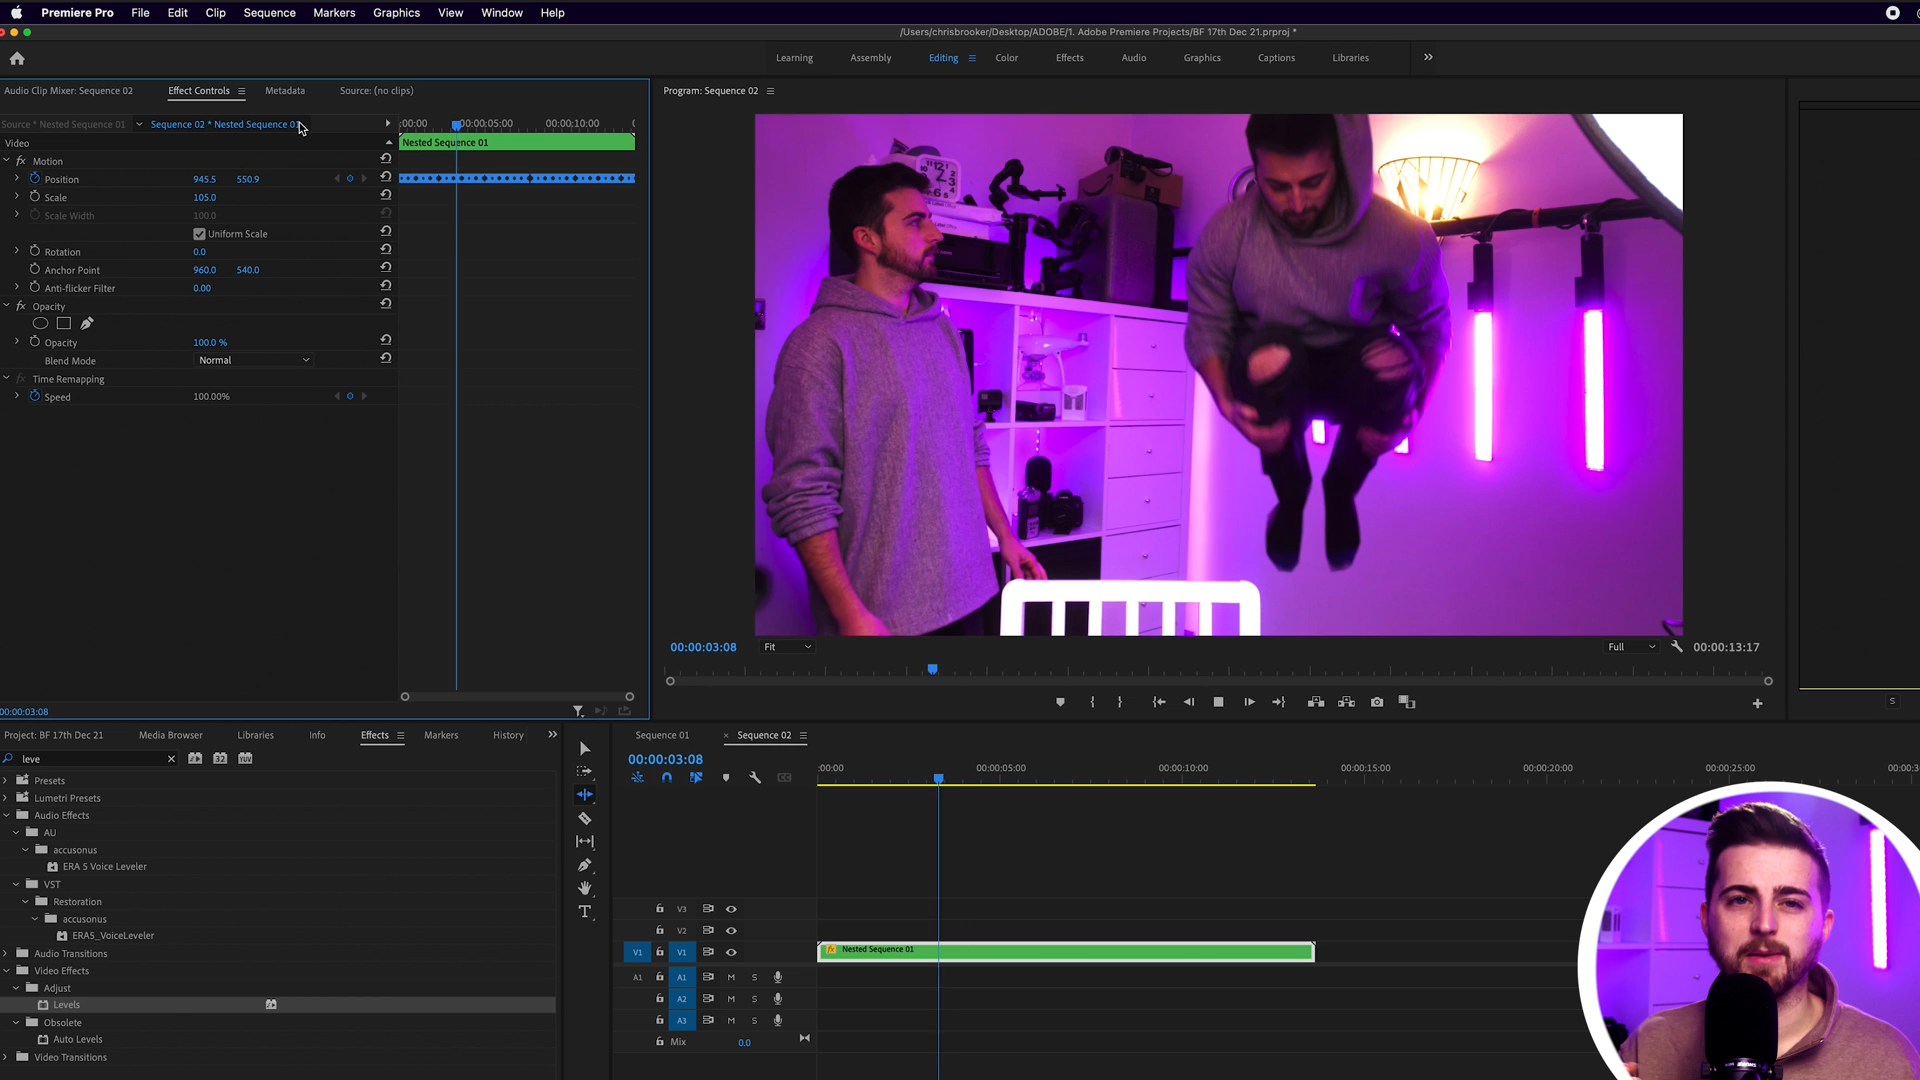 Premiere Pro File Edit Clip Sequence Markers Graphics View Window Help
/Users/chrisbrooker/Desktop/ADOBE/1. Adobe Premiere Projects/BF 17th Dec 21.prproj *
Learning Assembly Editing Color Effects Audio Graphics Captions Libraries
Audio Clip Mixer: Sequence 02 Effect Controls Metadata Source: (no clips)
Program: Sequence 02
Source * Nested Sequence 01 Sequence 02 * Nested Sequence 01
:00:00 00:00:05:00 00:00:10:00
Video
Nested Sequence 01
fx Motion
Position 945.5 550.9
Scale 105.0
Scale Width 100.0
Uniform Scale
Rotation 0.0
Anchor Point 960.0 540.0
Anti-flicker Filter 0.00
fx Opacity
Opacity 100.0 %
Blend Mode Normal
fx Time Remapping
Speed 100.00%
00:00:03:08 Fit Full 00:00:13:17
00:00:03:08
S
Project: BF 17th Dec 21 Media Browser Libraries Info Effects Markers History
leve
32 YUV
Presets
Lumetri Presets
Audio Effects
AU
accusonus
ERA 5 Voice Leveler
VST
Restoration
accusonus
ERA5_VoiceLeveler
Audio Transitions
Video Effects
Adjust
Levels
Obsolete
Auto Levels
Video Transitions
Sequence 01 × Sequence 02
00:00:03:08
:00:00 00:00:05:00 00:00:10:00 00:00:15:00 00:00:20:00 00:00:25:00 00:00:3
V3
V2
V1 V1 fx Nested Sequence 01
A1 A1 M S
A2 M S
A3 M S
Mix 0.0